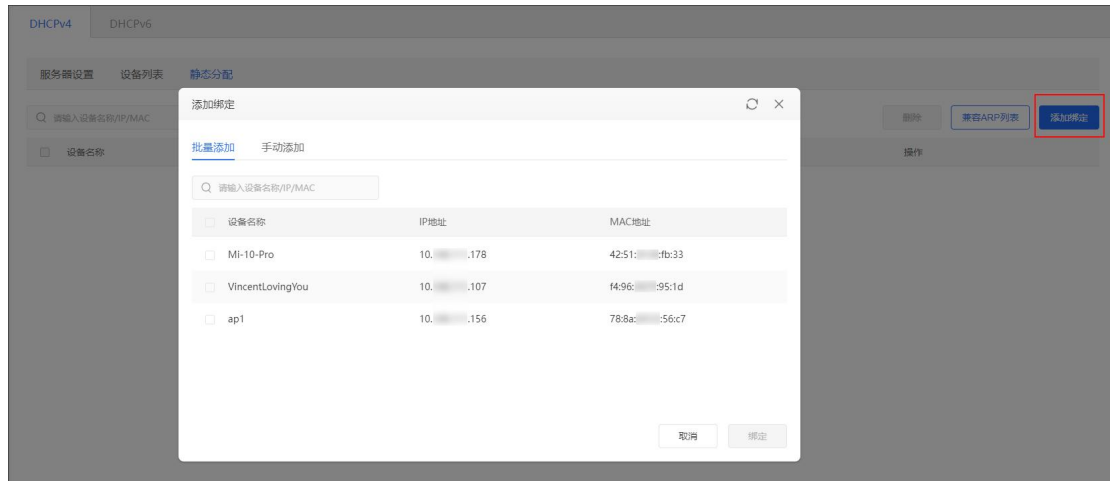 DHCPv4 DHCPv6
服务器设置 设备列表 静态分配
请输入设备名称/IP/MAC 删除 兼容ARP列表 添加绑定
设备名称 操作
添加绑定
批量添加 手动添加
请输入设备名称/IP/MAC
设备名称 IP地址 MAC地址
Mi-10-Pro 10. .178 42:51: :fb:33
VincentLovingYou 10. .107 f4:96: :95:1d
ap1 10. .156 78:8a: :56:c7
取消 绑定